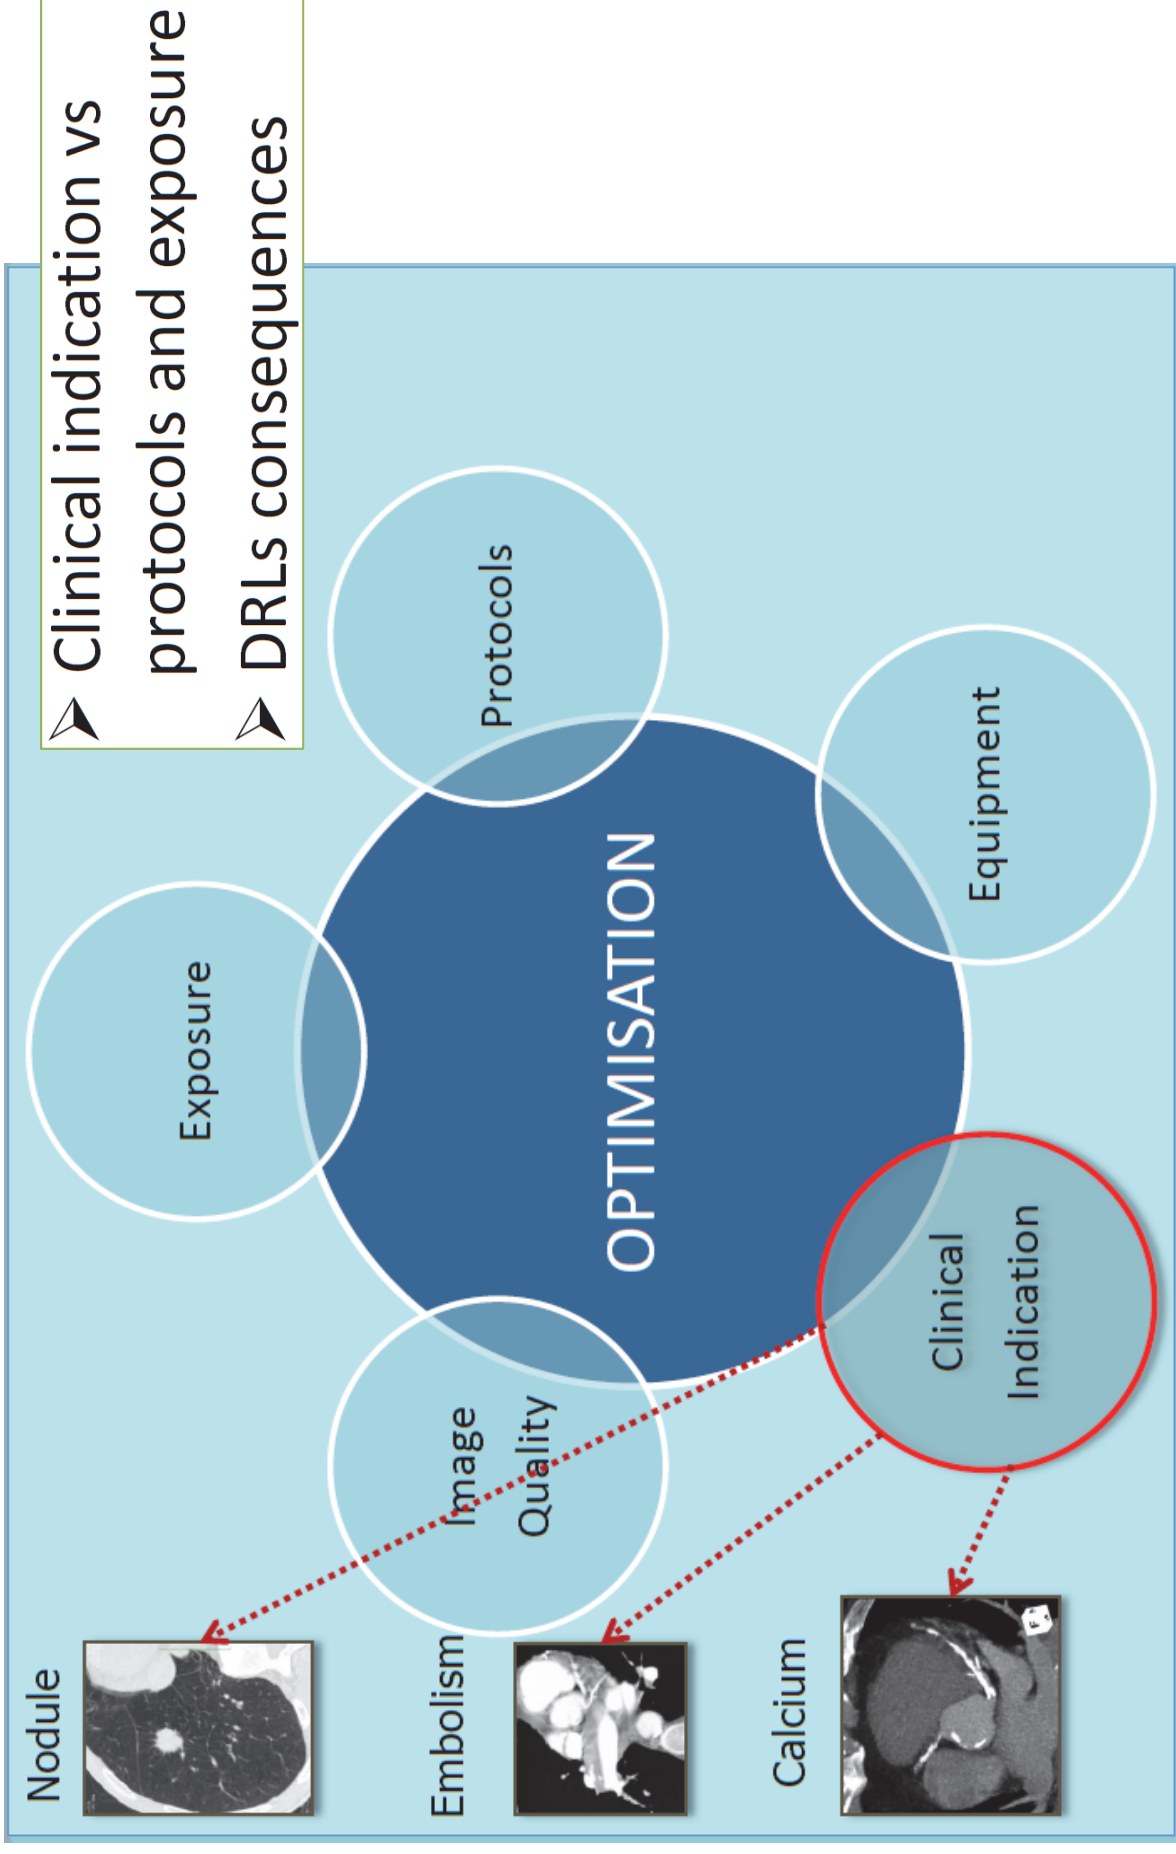 ➢ Clinical indication vs
protocols and exposure
➢ DRLs consequences
Nodule
Exposure
Embolism
Image
Quality
Protocols
OPTIMISATION
Calcium
Clinical
Indication
Equipment